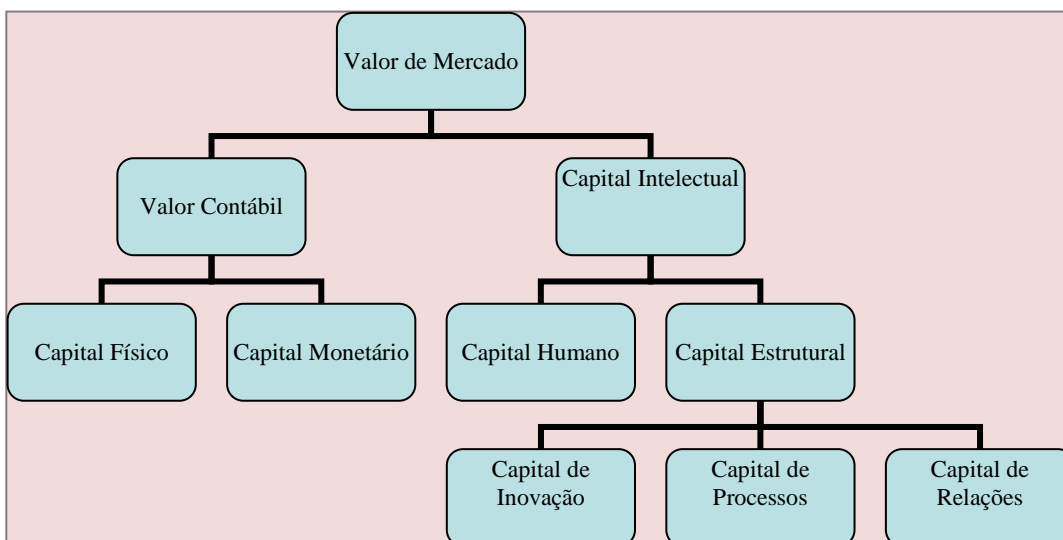 Valor de Mercado
Valor Contábil
Capital Intelectual
Capital Físico
Capital Monetário
Capital Humano
Capital Estrutural
Capital de
Inovação
Capital de
Processos
Capital de
Relações